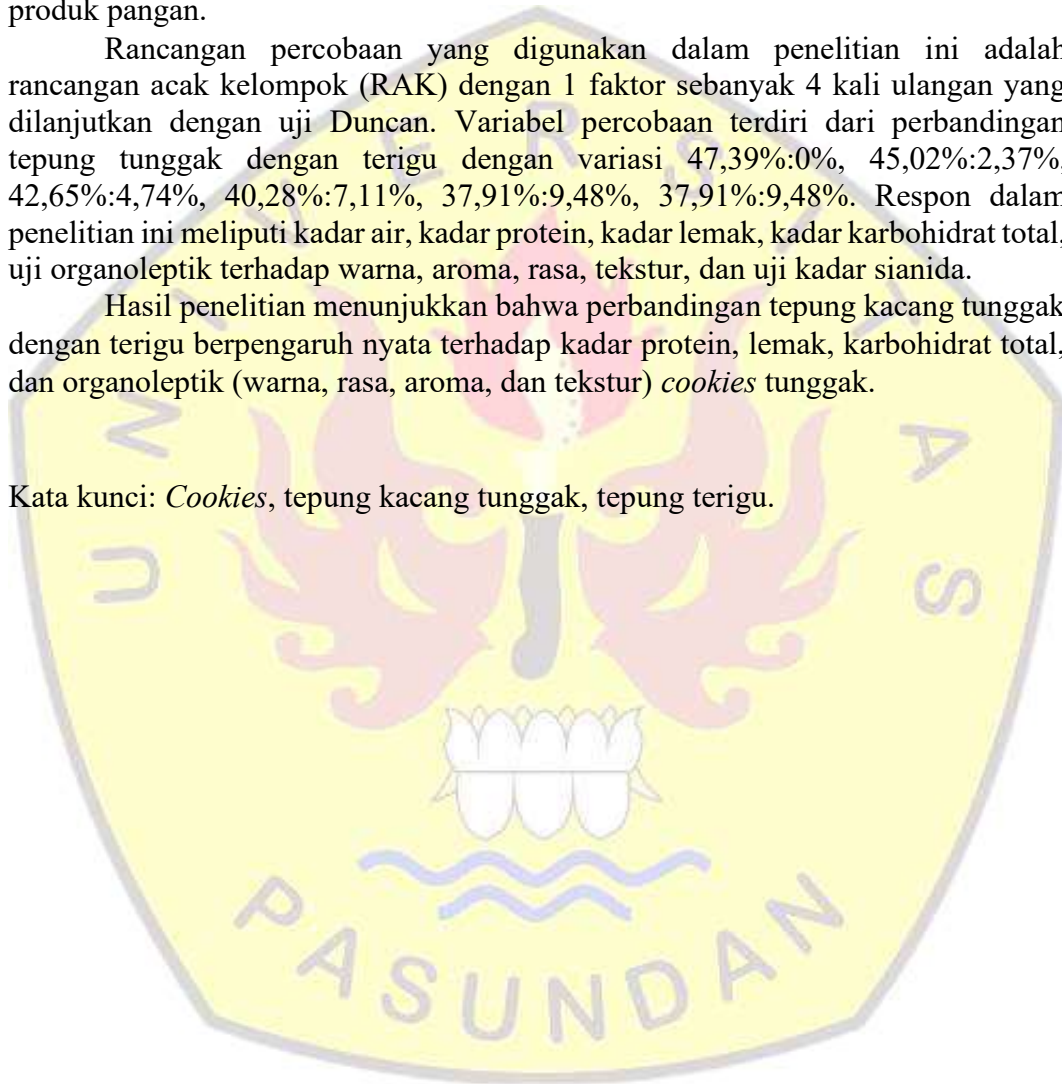 produk pangan.
Rancangan percobaan yang digunakan dalam penelitian ini adalah
rancangan acak kelompok (RAK) dengan 1 faktor sebanyak 4 kali ulangan yang
dilanjutkan dengan uji Duncan. Variabel percobaan terdiri dari perbandingan
tepung tunggak dengan terigu dengan variasi 47,39%:0%, 45,02%:2,37%,
42,65%:4,74%, 40,28%:7,11%, 37,91%:9,48%, 37,91%:9,48%. Respon dalam
penelitian ini meliputi kadar air, kadar protein, kadar lemak, kadar karbohidrat total,
uji organoleptik terhadap warna, aroma, rasa, tekstur, dan uji kadar sianida.
Hasil penelitian menunjukkan bahwa perbandingan tepung kacang tunggak
dengan terigu berpengaruh nyata terhadap kadar protein, lemak, karbohidrat total,
dan organoleptik (warna, rasa, aroma, dan tekstur) cookies tunggak.
Kata kunci: Cookies, tepung kacang tunggak, tepung terigu.
UNIVERSITAS
PASUNDAN